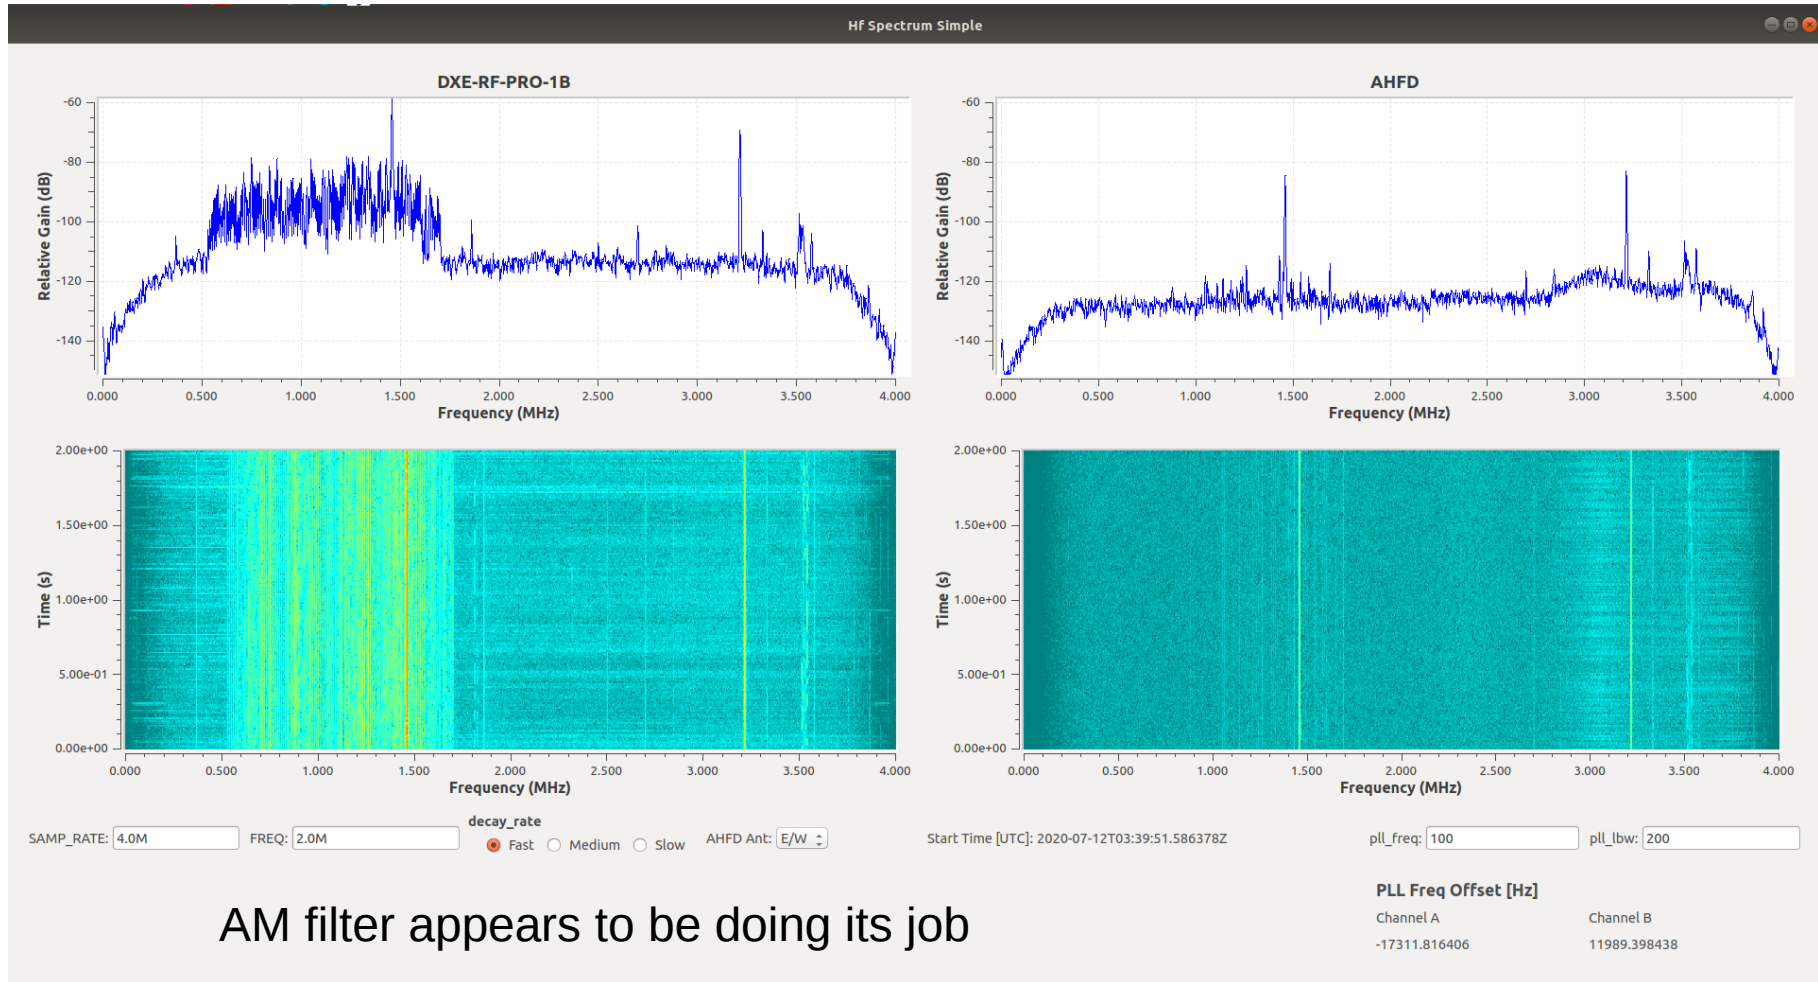 Hf Spectrum Simple
DXE-RF-PRO-1B
-60
-80
-100
-120
-140
Relative Gain (dB)
0.000 0.500 1.000 1.500 2.000 2.500 3.000 3.500 4.000
Frequency (MHz)
AHFD
-60
-80
-100
-120
-140
Relative Gain (dB)
0.000 0.500 1.000 1.500 2.000 2.500 3.000 3.500 4.000
Frequency (MHz)
2.00e+00
1.50e+00
1.00e+00
5.00e-01
0.00e+00
Time (s)
0.000 0.500 1.000 1.500 2.000 2.500 3.000 3.500 4.000
Frequency (MHz)
2.00e+00
1.50e+00
1.00e+00
5.00e-01
0.00e+00
Time (s)
0.000 0.500 1.000 1.500 2.000 2.500 3.000 3.500 4.000
Frequency (MHz)
decay_rate
SAMP_RATE: 4.0M FREQ: 2.0M Fast Medium Slow AHFD Ant: E/W Start Time [UTC]: 2020-07-12T03:39:51.586378Z pll_freq: 100 pll_lbw: 200
PLL Freq Offset [Hz]
Channel A Channel B
-17311.816406 11989.398438
AM filter appears to be doing its job